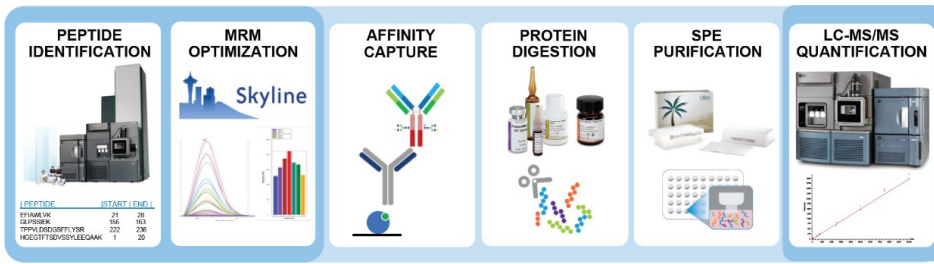 PEPTIDE
IDENTIFICATION
MRM
OPTIMIZATION
AFFINITY
CAPTURE
PROTEIN
DIGESTION
SPE
PURIFICATION
LC-MS/MS
QUANTIFICATION
Skyline
| PEPTIDE |START | END |
EFIAWLVK 21 28
GLPSSIEK 156 163
TPPVLDSDGSFFLYSR 222 238
HGEGTFTSDVSSYLEEQAAK 1 20